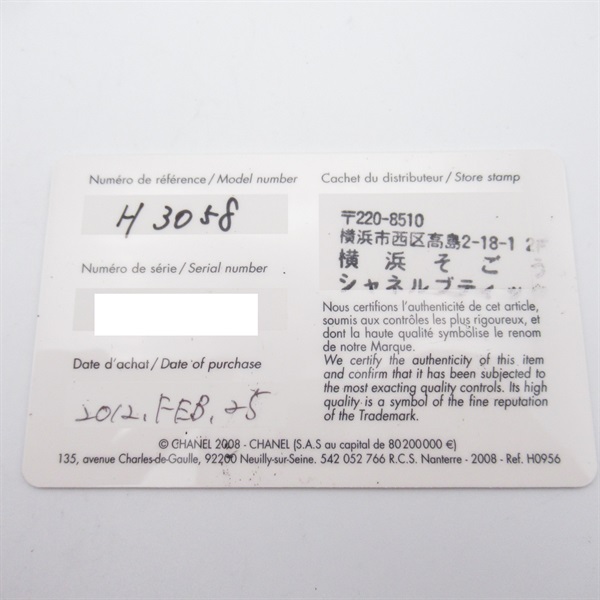 Numéro de référence / Model number
H 3058
Numéro de série / Serial number
Date d'achat / Date of purchase
2012. FEB. 25
Cachet du distributeur / Store stamp
〒220-8510
横浜市西区高島2-18-1 2F
横浜そごう
シャネルブティック
Nous certifions l'authenticité de cet article,
soumis aux contrôles les plus rigoureux, et
dont la haute qualité symbolise le renom
de notre Marque.
We certify the authenticity of this item
and confirm that it has been subjected to
the most exacting quality controls. Its high
quality is a symbol of the fine reputation
of the Trademark.
© CHANEL 2008 - CHANEL (S.A.S au capital de 80 200 000 €)
135, avenue Charles-de-Gaulle, 92200 Neuilly-sur-Seine. 542 052 766 R.C.S. Nanterre - 2008 - Ref. H0956